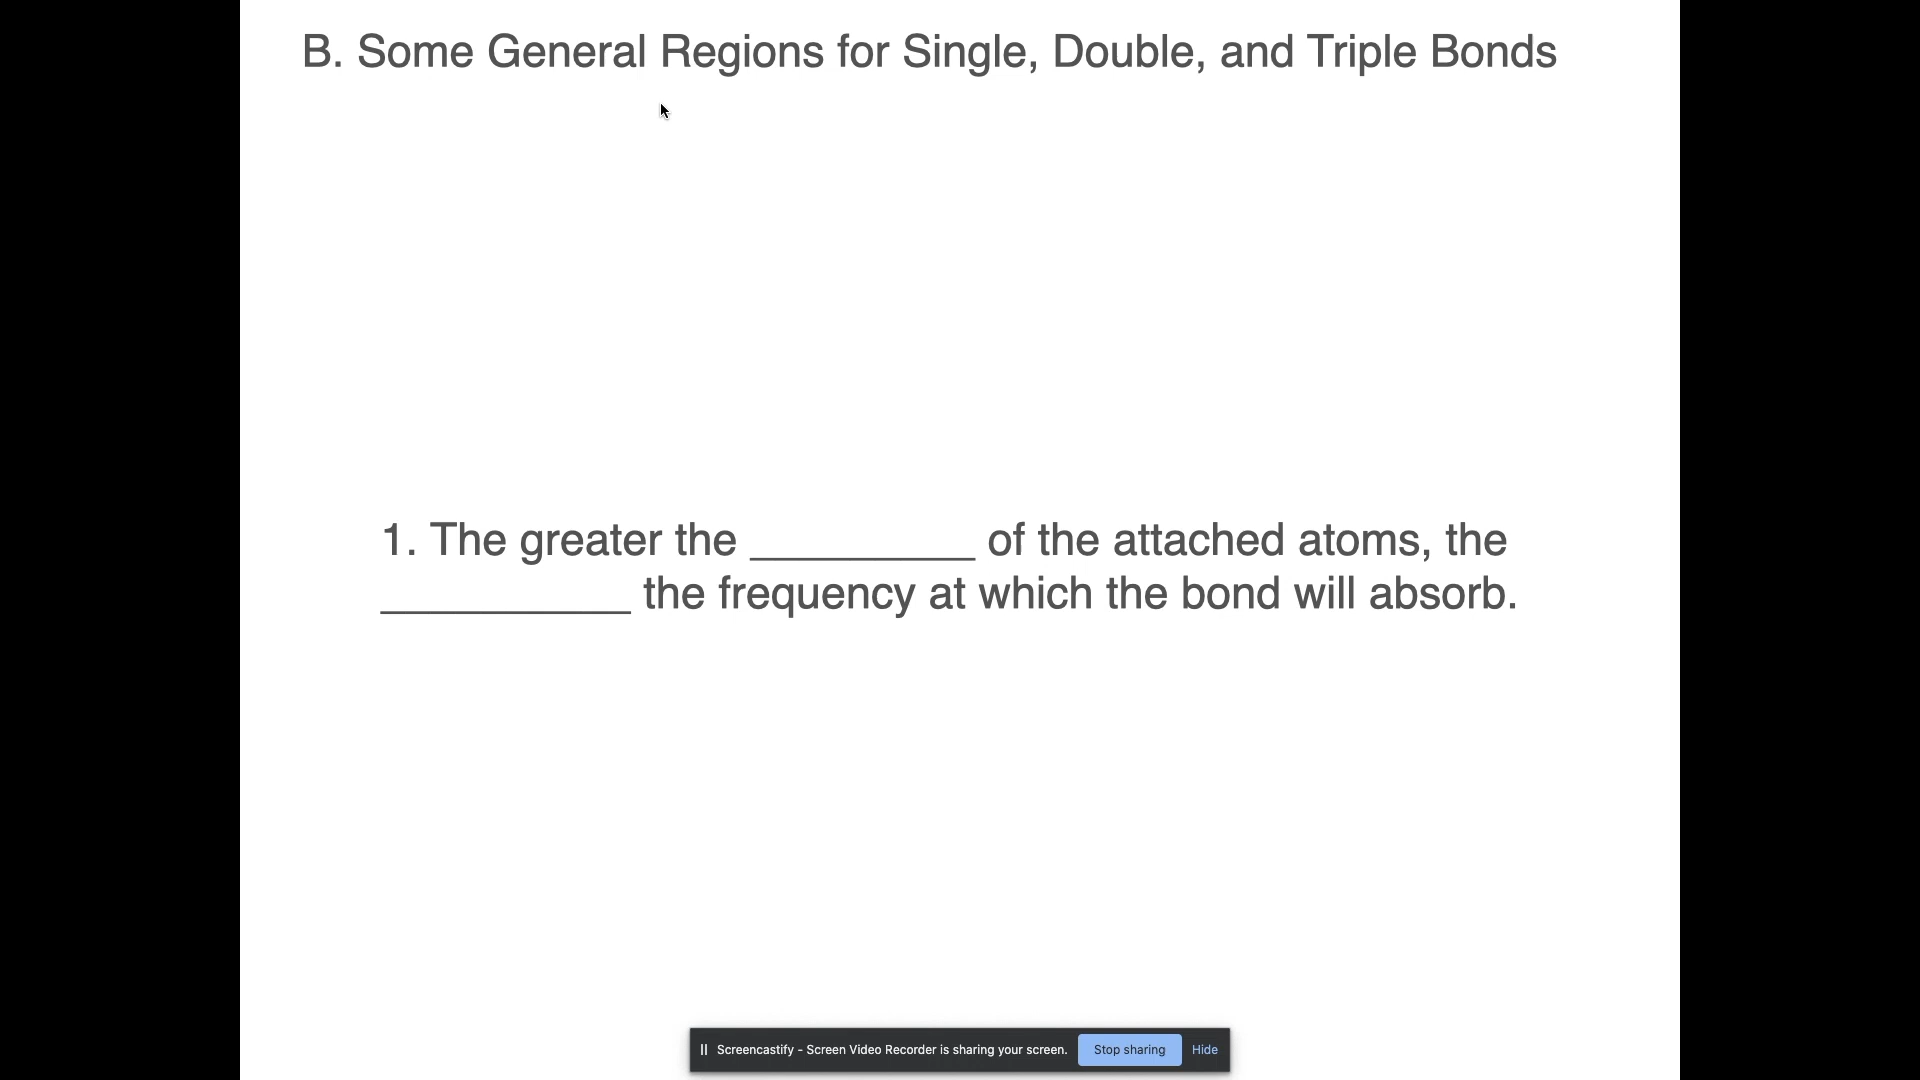 B. Some General Regions for Single, Double, and Triple Bonds
1. The greater the __________ of the attached atoms, the
___________ the frequency at which the bond will absorb.
Screencastify - Screen Video Recorder is sharing your screen. Stop sharing Hide